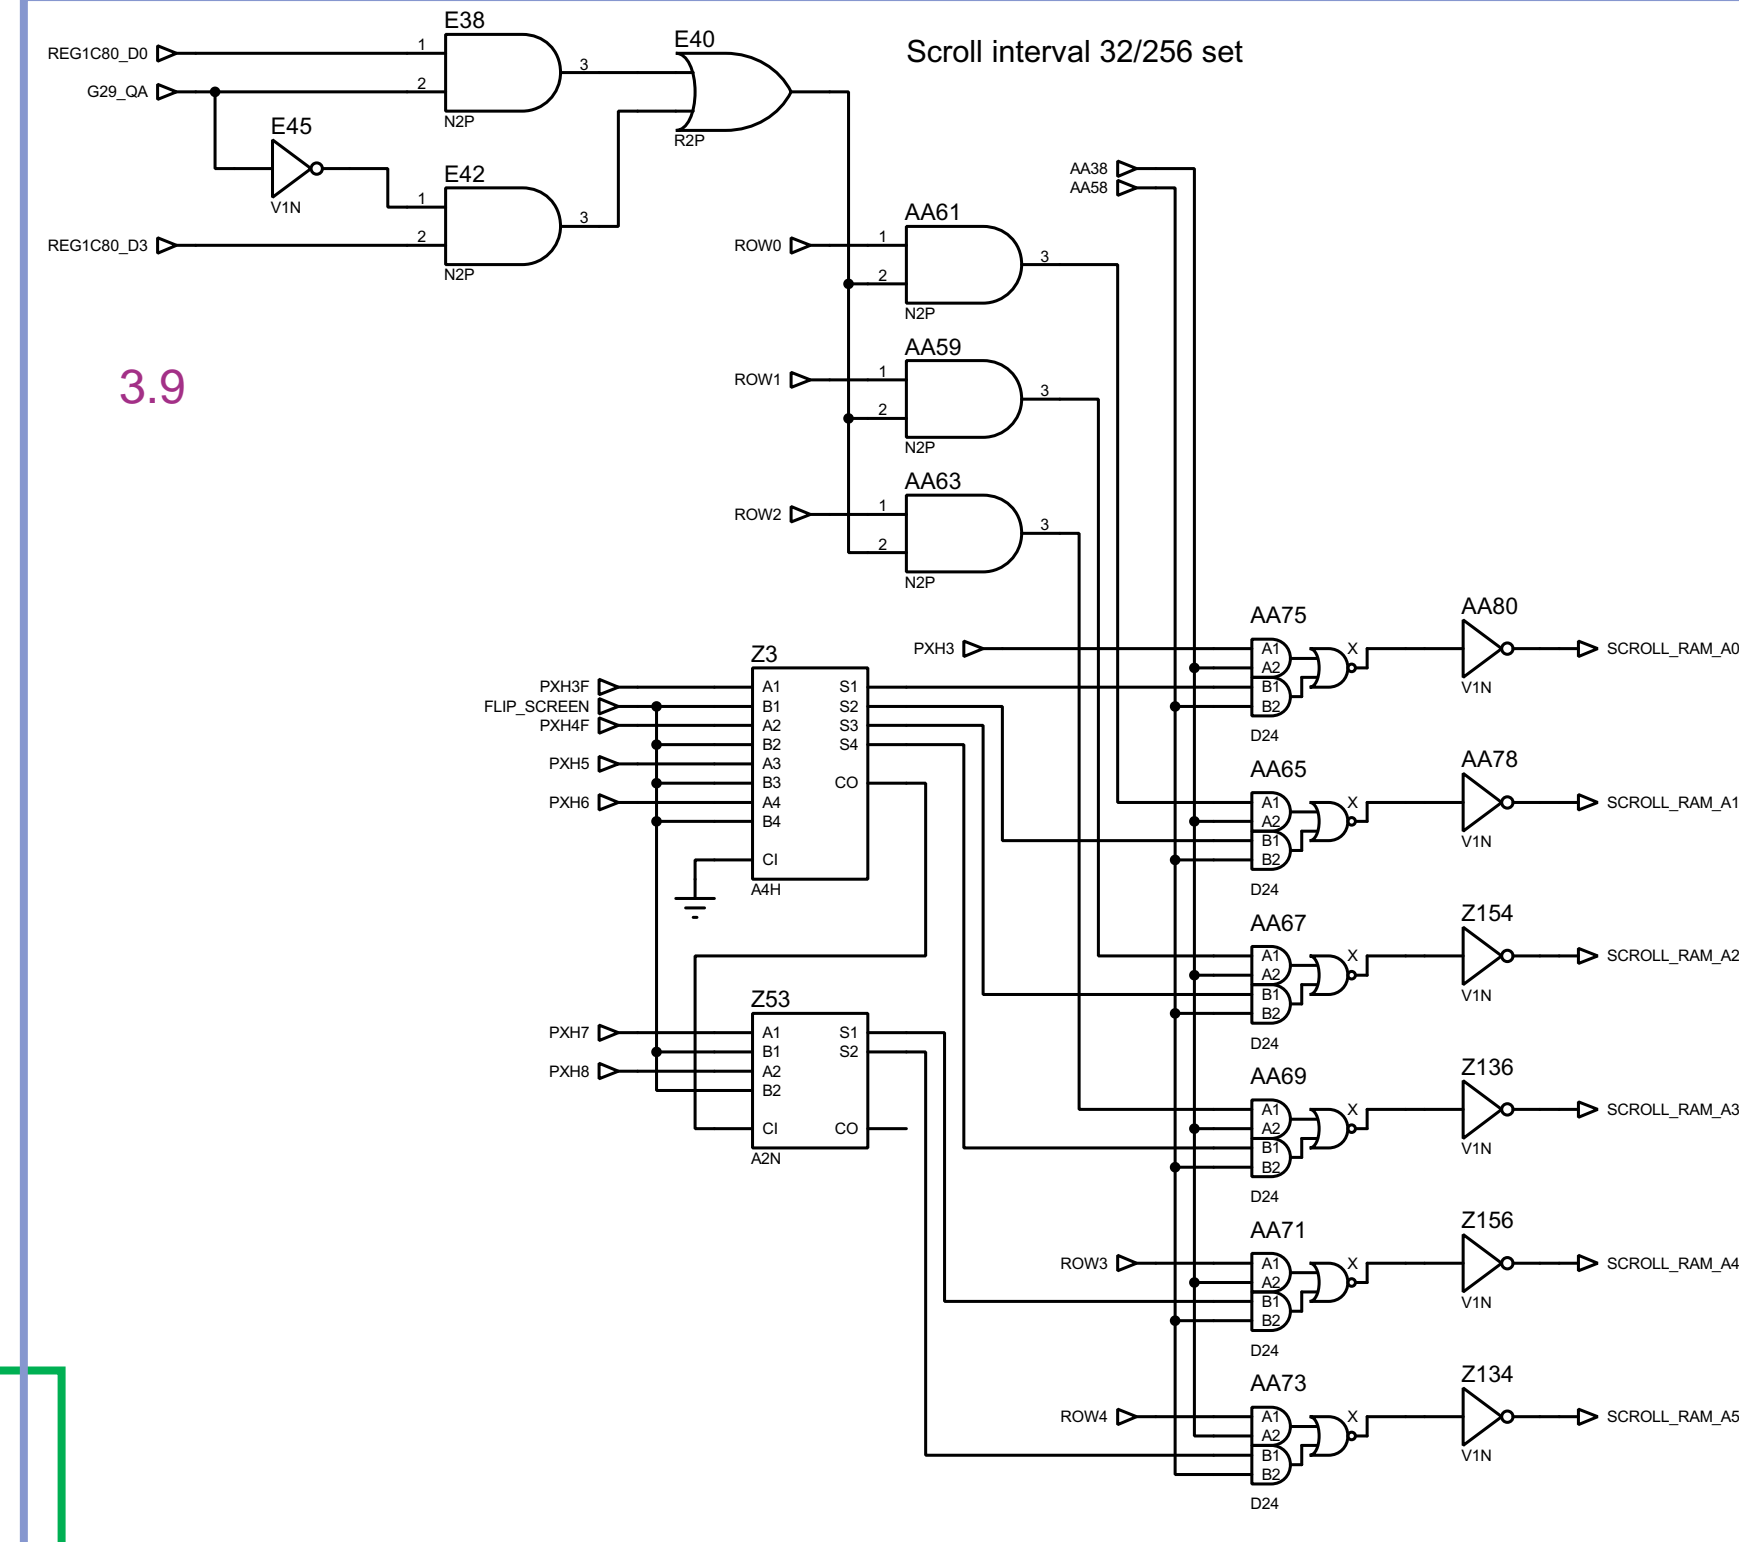 Scroll interval 32/256 set
E38
REG1C80_D0
1
3
G29_QA
2
N2P
E40
R2P
E45
V1N
E42
1
3
REG1C80_D3
2
N2P
3.9
AA38
AA58
AA61
ROW0
1
3
2
N2P
AA59
ROW1
1
3
2
N2P
AA63
ROW2
1
3
2
N2P
Z3
PXH3F
FLIP_SCREEN
PXH4F
PXH5
PXH6
A1 S1
B1 S2
A2 S3
B2 S4
A3
B3 CO
A4
B4
CI
A4H
Z53
PXH7
PXH8
A1 S1
B1 S2
A2
B2
CI CO
A2N
AA75
PXH3
A1 X
A2
B1
B2
D24
AA80
V1N
SCROLL_RAM_A0
AA65
A1 X
A2
B1
B2
D24
AA78
V1N
SCROLL_RAM_A1
AA67
A1 X
A2
B1
B2
D24
Z154
V1N
SCROLL_RAM_A2
AA69
A1 X
A2
B1
B2
D24
Z136
V1N
SCROLL_RAM_A3
AA71
ROW3
A1 X
A2
B1
B2
D24
Z156
V1N
SCROLL_RAM_A4
AA73
ROW4
A1 X
A2
B1
B2
D24
Z134
V1N
SCROLL_RAM_A5